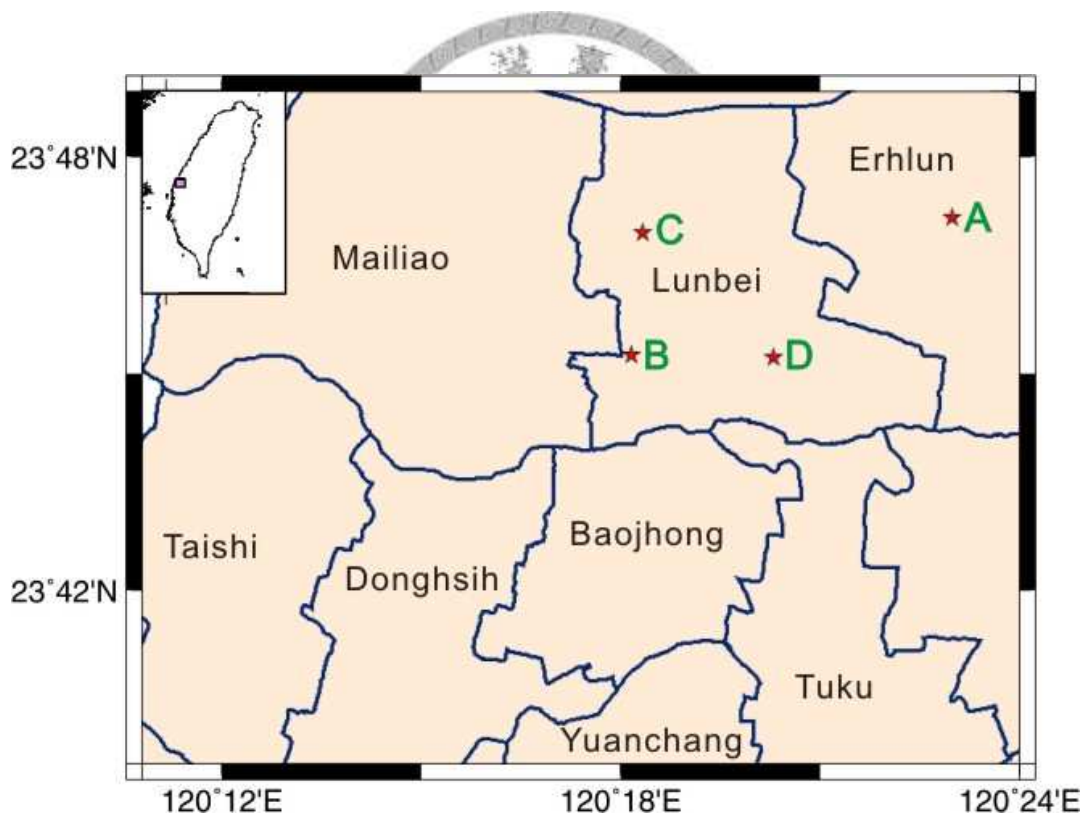 23°48'N
Erhlun
A
C
Mailiao
Lunbei
B
D
Baojhong
Taishi
Donghsih
23°42'N
Tuku
Yuanchang
120°12'E
120°18'E
120°24'E